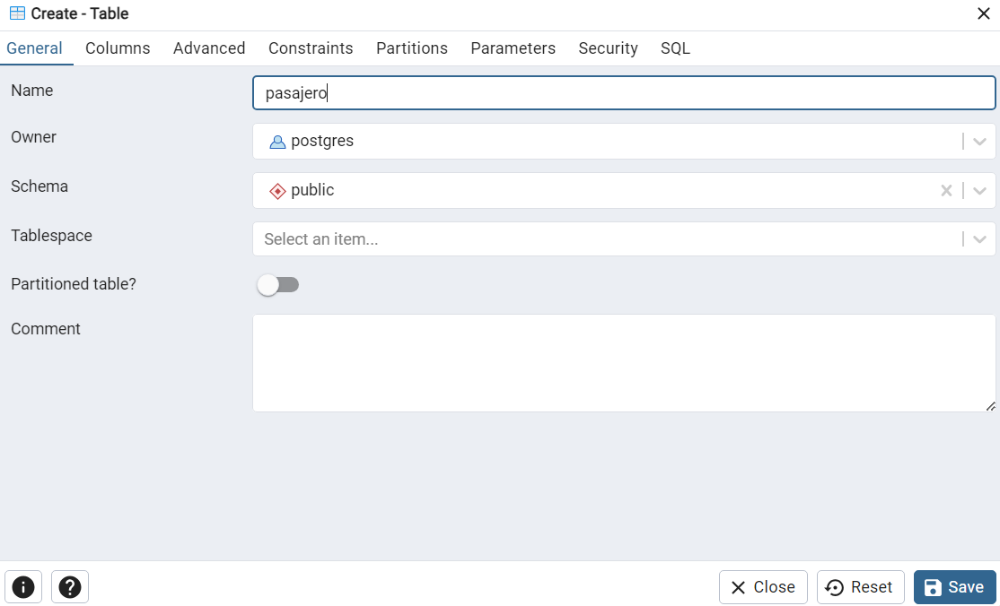 Create - Table
General Columns Advanced Constraints Partitions Parameters Security SQL
Name pasajero
Owner postgres
Schema public
Tablespace Select an item...
Partitioned table?
Comment
Close Reset Save